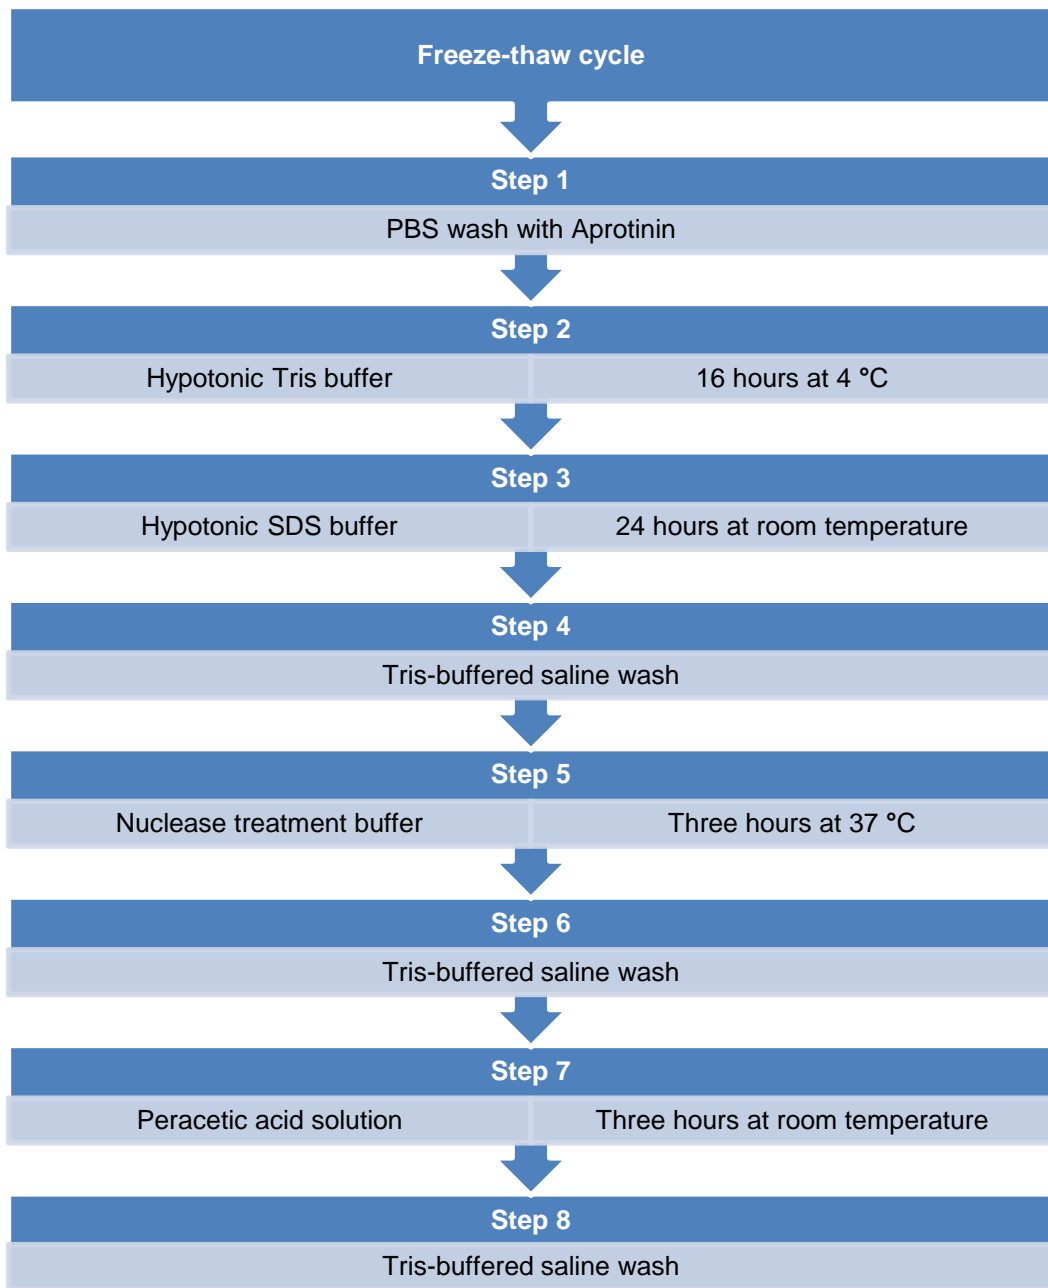 Freeze-thaw cycle
Step 1
PBS wash with Aprotinin
Step 2
Hypotonic Tris buffer
16 hours at 4 °C
Step 3
Hypotonic SDS buffer
24 hours at room temperature
Step 4
Tris-buffered saline wash
Step 5
Nuclease treatment buffer
Three hours at 37 °C
Step 6
Tris-buffered saline wash
Step 7
Peracetic acid solution
Three hours at room temperature
Step 8
Tris-buffered saline wash